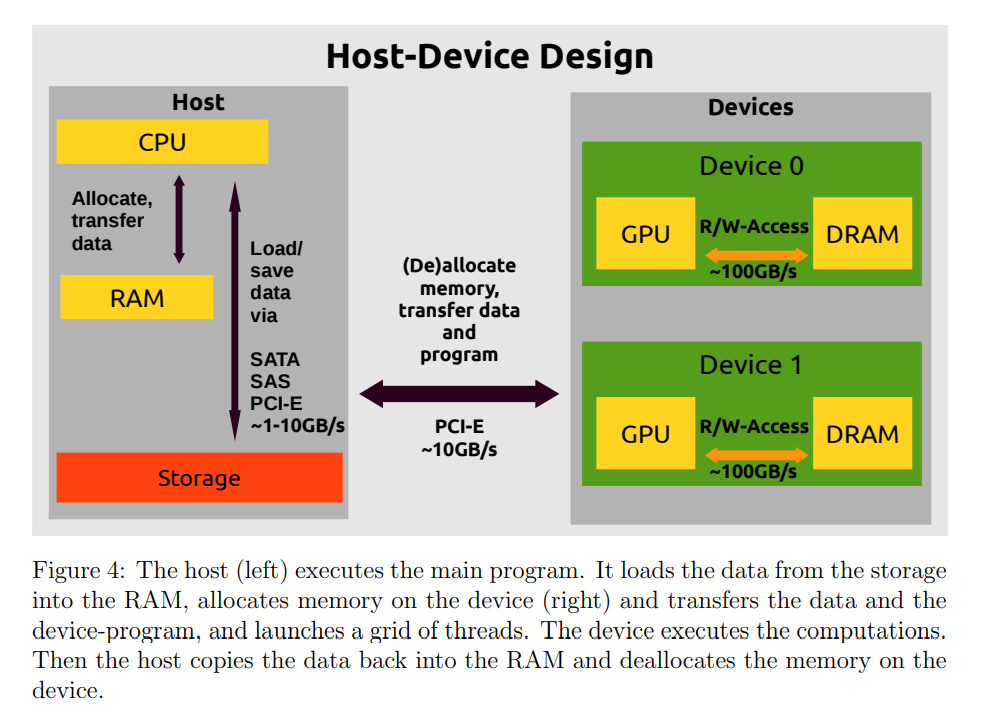 Host-Device Design
Host
CPU
Allocate,
transfer
data
RAM
Load/
save
data
via
SATA
SAS
PCI-E
~1-10GB/s
Storage
(De)allocate
memory,
transfer data
and
program
PCI-E
~10GB/s
Devices
Device 0
GPU
R/W-Access
~100GB/s
DRAM
Device 1
GPU
R/W-Access
~100GB/s
DRAM
Figure 4: The host (left) executes the main program. It loads the data from the storage
into the RAM, allocates memory on the device (right) and transfers the data and the
device-program, and launches a grid of threads. The device executes the computations.
Then the host copies the data back into the RAM and deallocates the memory on the
device.